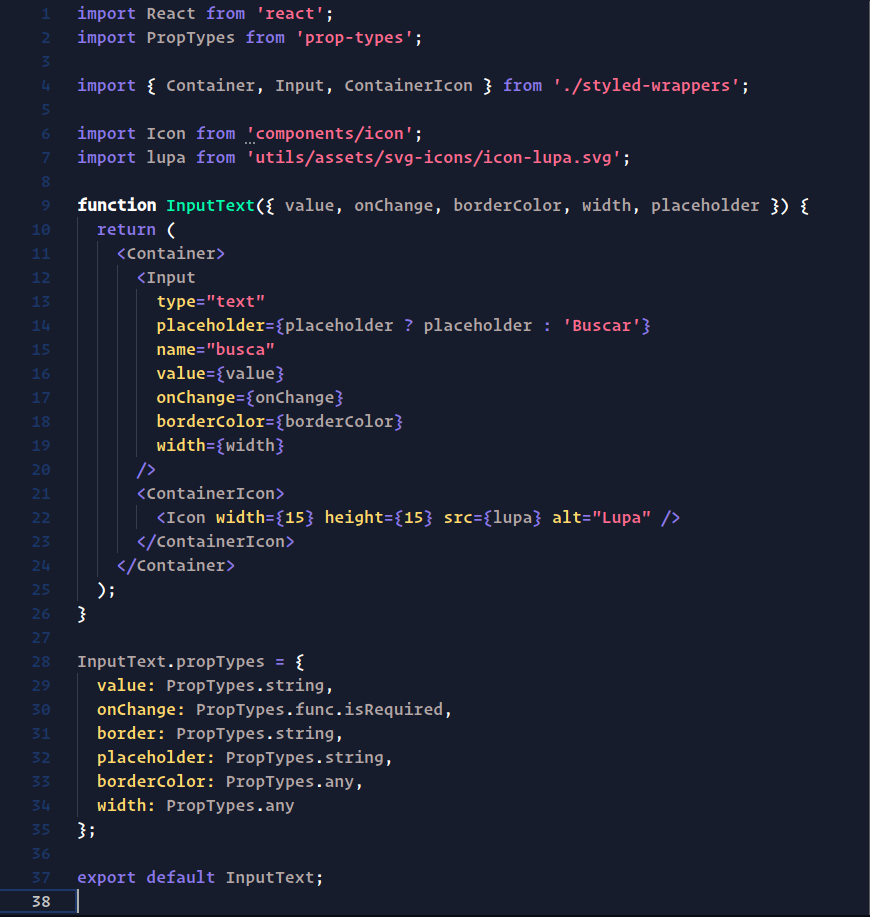 1 import React from 'react';
2 import PropTypes from 'prop-types';
3
4 import { Container, Input, ContainerIcon } from './styled-wrappers';
5
6 import Icon from 'components/icon';
7 import lupa from 'utils/assets/svg-icons/icon-lupa.svg';
8
9 function InputText({ value, onChange, borderColor, width, placeholder }) {
10   return (
11     <Container>
12       <Input
13         type="text"
14         placeholder={placeholder ? placeholder : 'Buscar'}
15         name="busca"
16         value={value}
17         onChange={onChange}
18         borderColor={borderColor}
19         width={width}
20       />
21       <ContainerIcon>
22         <Icon width={15} height={15} src={lupa} alt="Lupa" />
23       </ContainerIcon>
24     </Container>
25   );
26 }
27
28 InputText.propTypes = {
29   value: PropTypes.string,
30   onChange: PropTypes.func.isRequired,
31   border: PropTypes.string,
32   placeholder: PropTypes.string,
33   borderColor: PropTypes.any,
34   width: PropTypes.any
35 };
36
37 export default InputText;
38